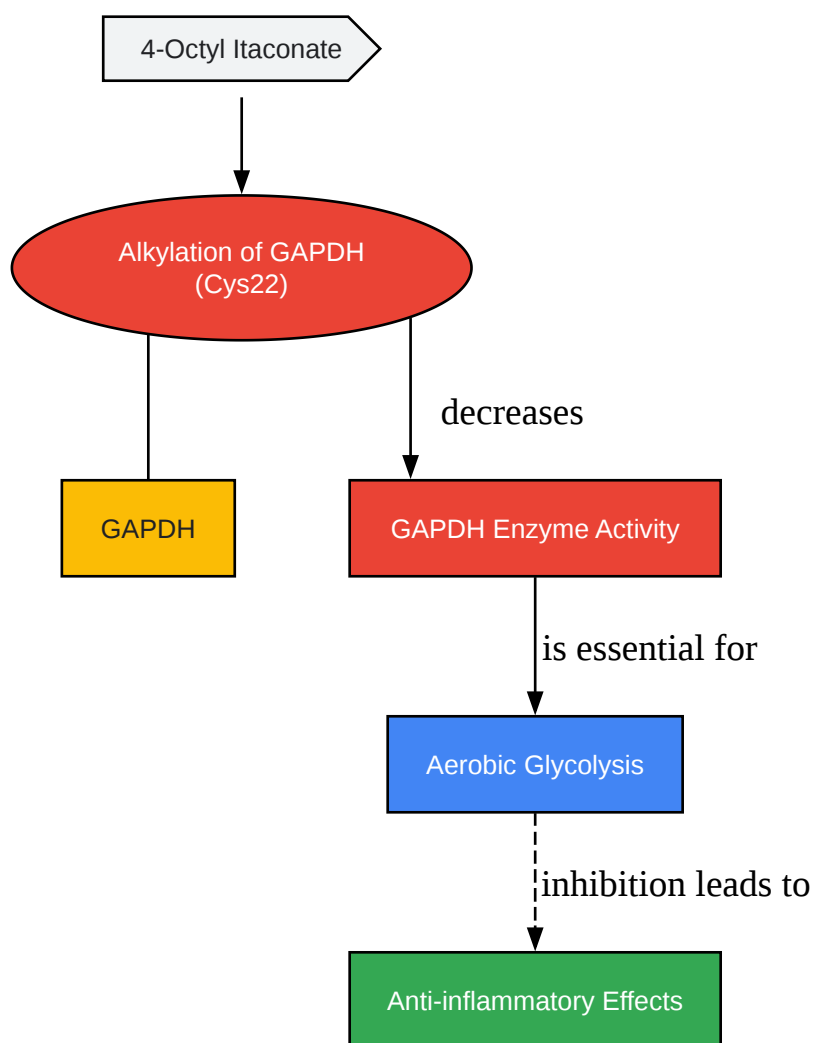 4-Octyl Itaconate
Alkylation of GAPDH
(Cys22)
decreases
GAPDH
GAPDH Enzyme Activity
is essential for
Aerobic Glycolysis
inhibition leads to
Anti-inflammatory Effects